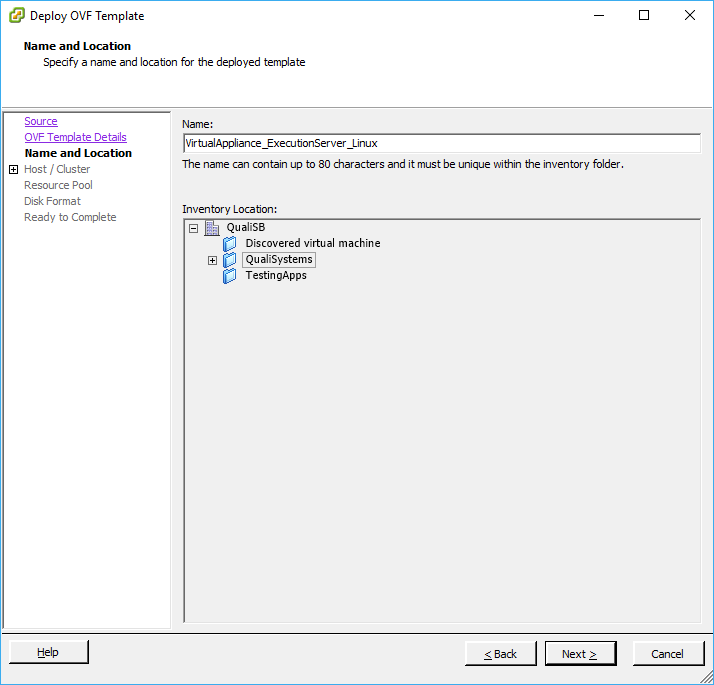 Deploy OVF Template
Name and Location
Specify a name and location for the deployed template
Source
OVF Template Details
Name and Location
Host / Cluster
Resource Pool
Disk Format
Ready to Complete
Name:
VirtualAppliance_ExecutionServer_Linux
The name can contain up to 80 characters and it must be unique within the inventory folder.
Inventory Location:
QualiSB
Discovered virtual machine
QualiSystems
TestingApps
Help
< Back
Next >
Cancel